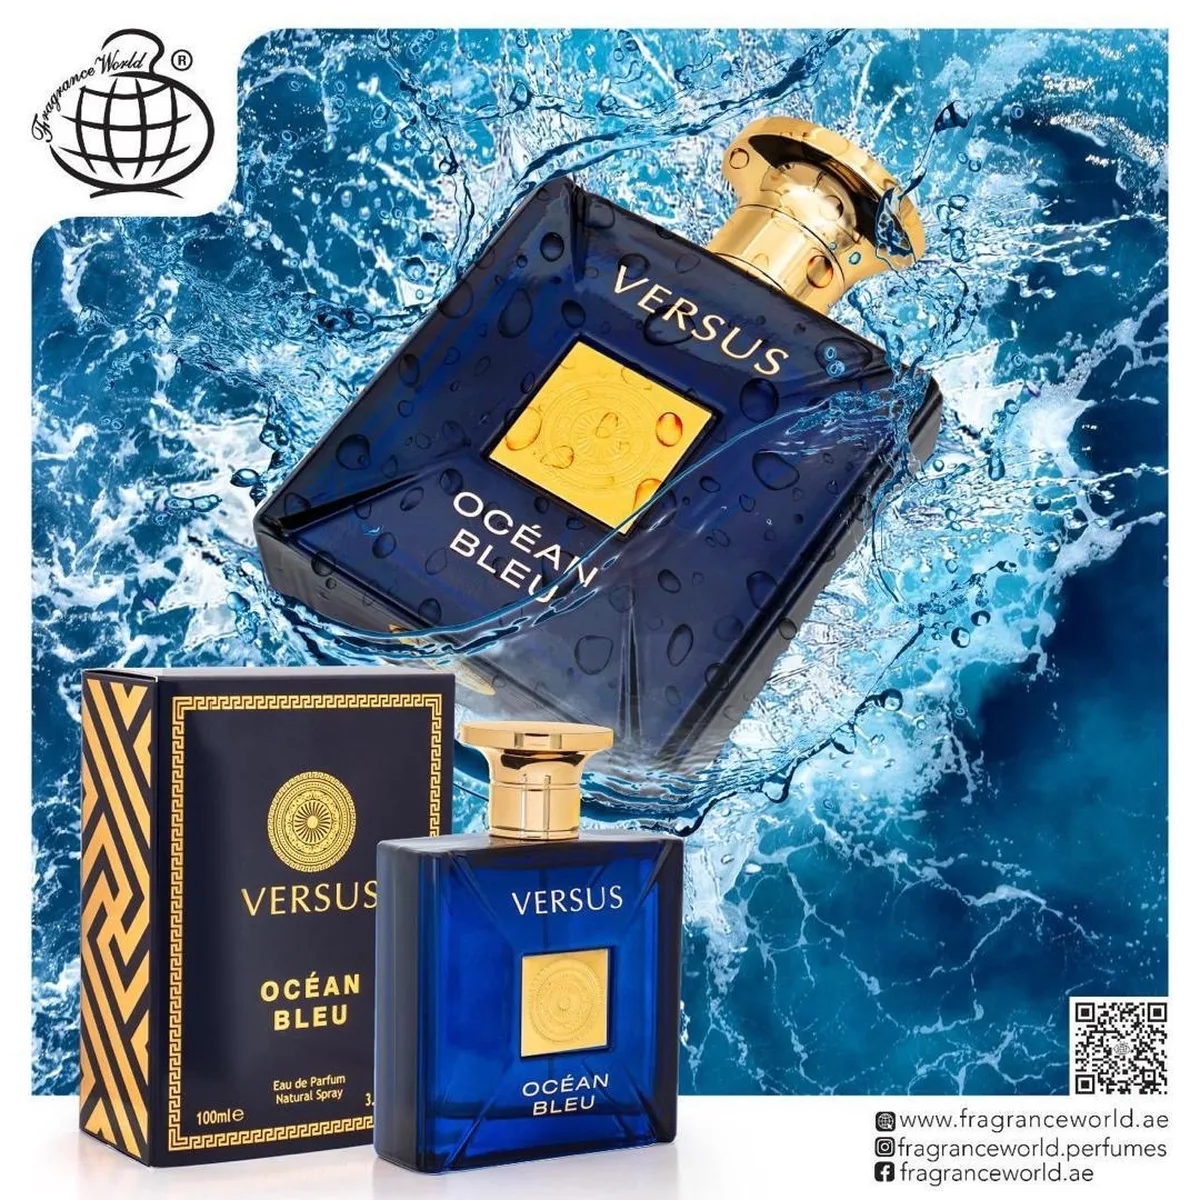 Fragrance World ®
VERSUS
OCÉAN
BLEU
VERSUS
OCÉAN
BLEU
Eau de Parfum
Natural Spray
100ml e
3.
VERSUS
OCÉAN
BLEU
www.fragranceworld.ae
fragranceworld.perfumes
fragranceworld.ae